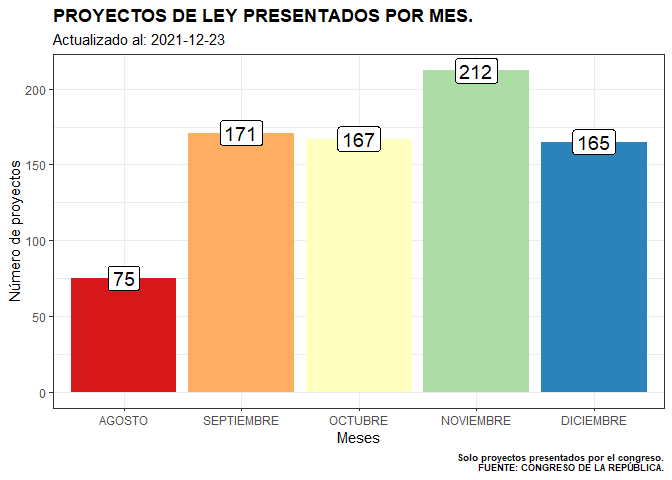 PROYECTOS DE LEY PRESENTADOS POR MES.
Actualizado al: 2021-12-23
Número de proyectos
200
150
100
50
0
75
171
167
212
165
AGOSTO SEPTIEMBRE OCTUBRE NOVIEMBRE DICIEMBRE
Meses
Solo proyectos presentados por el congreso.
FUENTE: CONGRESO DE LA REPÚBLICA.